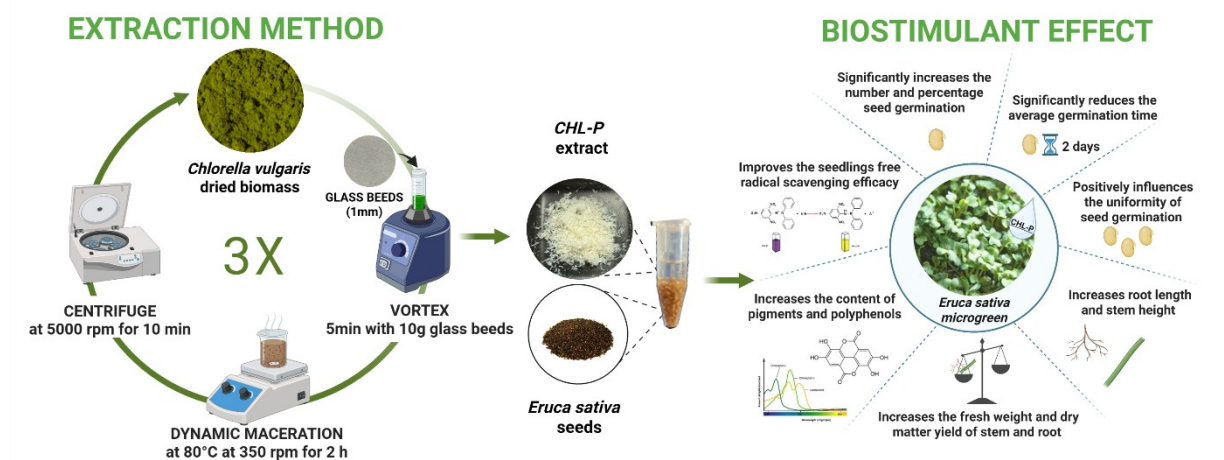 EXTRACTION METHOD
Chlorella vulgaris
dried biomass
GLASS BEEDS
(1mm)
3X
VORTEX
5min with 10g glass beeds
CENTRIFUGE
at 5000 rpm for 10 min
DYNAMIC MACERATION
at 80°C at 350 rpm for 2 h
CHL-P
extract
Eruca sativa
seeds
BIOSTIMULANT EFFECT
Significantly increases the
number and percentage
seed germination
Significantly reduces the
average germination time
2 days
Improves the seedlings free
radical scavenging efficacy
Positively influences
the uniformity of
seed germination
CHL-P
Eruca sativa
microgreen
Increases the content of
pigments and polyphenols
HO
HO
OH
OH
O
O
O
O
Increases root length
and stem height
Increases the fresh weight and dry
matter yield of stem and root